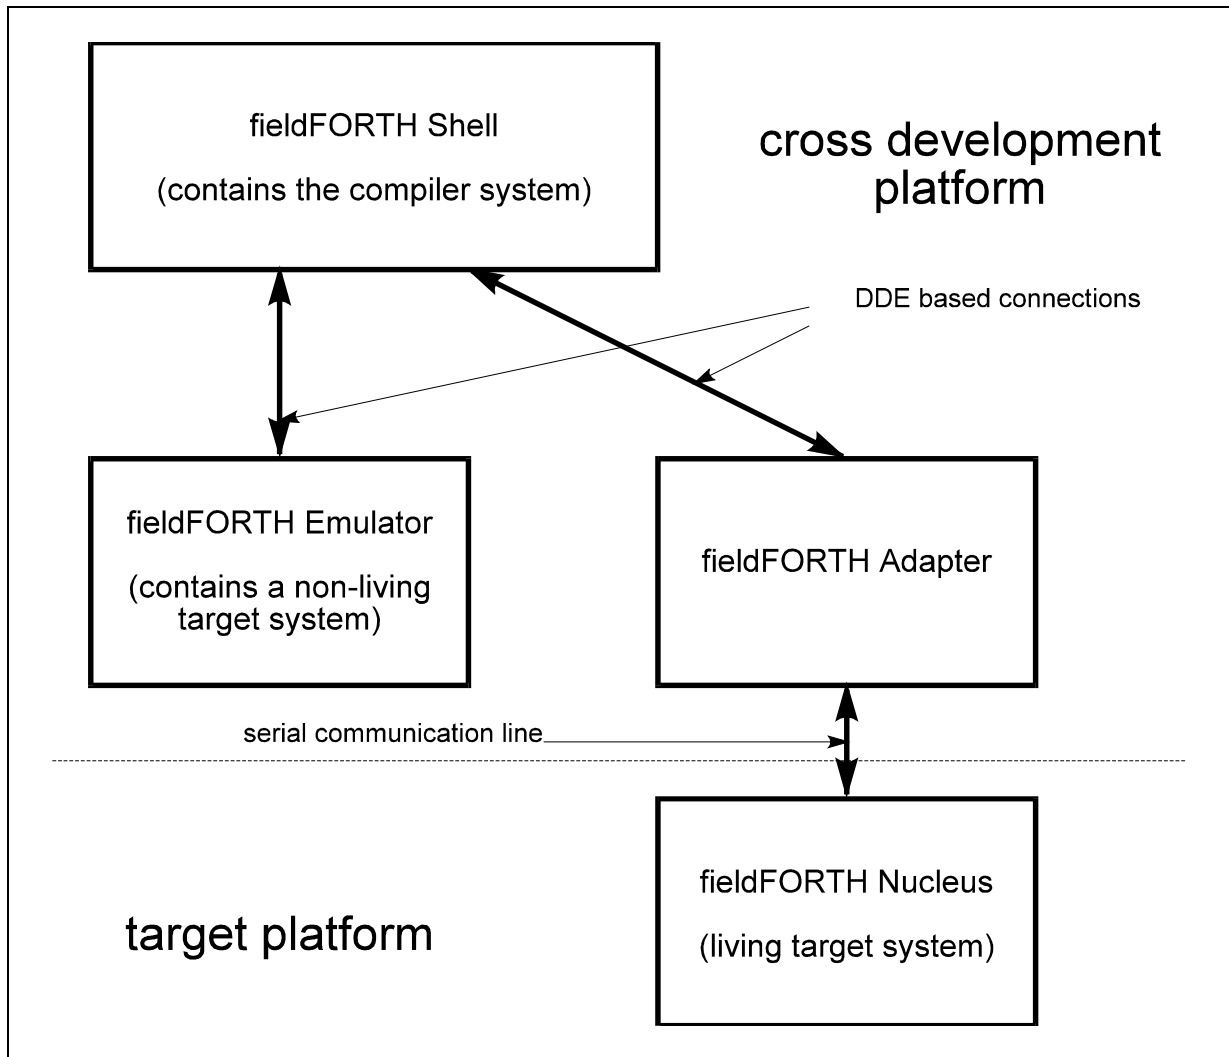 fieldFORTH Shell
(contains the compiler system)
cross development
platform
DDE based connections
fieldFORTH Emulator
(contains a non-living
target system)
fieldFORTH Adapter
serial communication line
fieldFORTH Nucleus
(living target system)
target platform